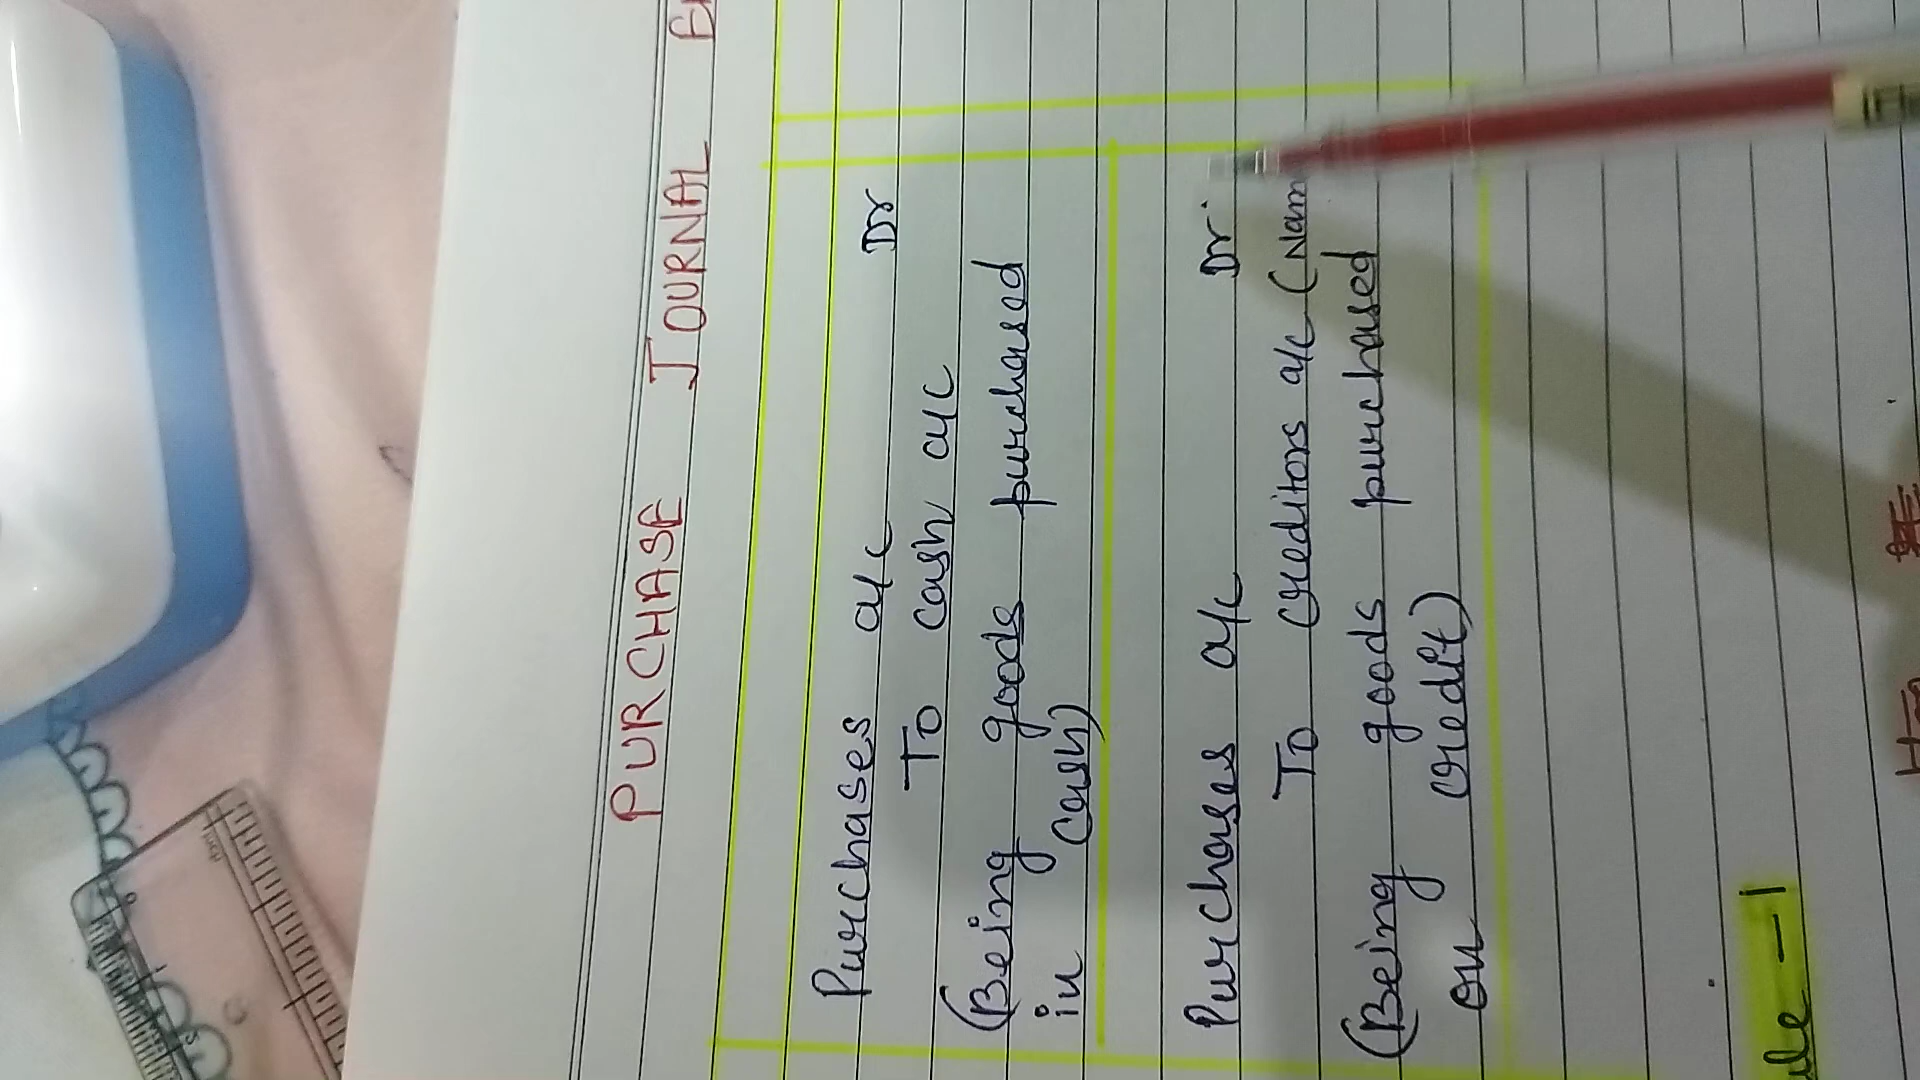 PURCHASE JOURNAL
Purchases a/c Dr
To cash a/c
(Being goods purchased
in cash)
Purchases a/c Dr.
To creditors a/c (Nam
(Being goods purchased
on credit)